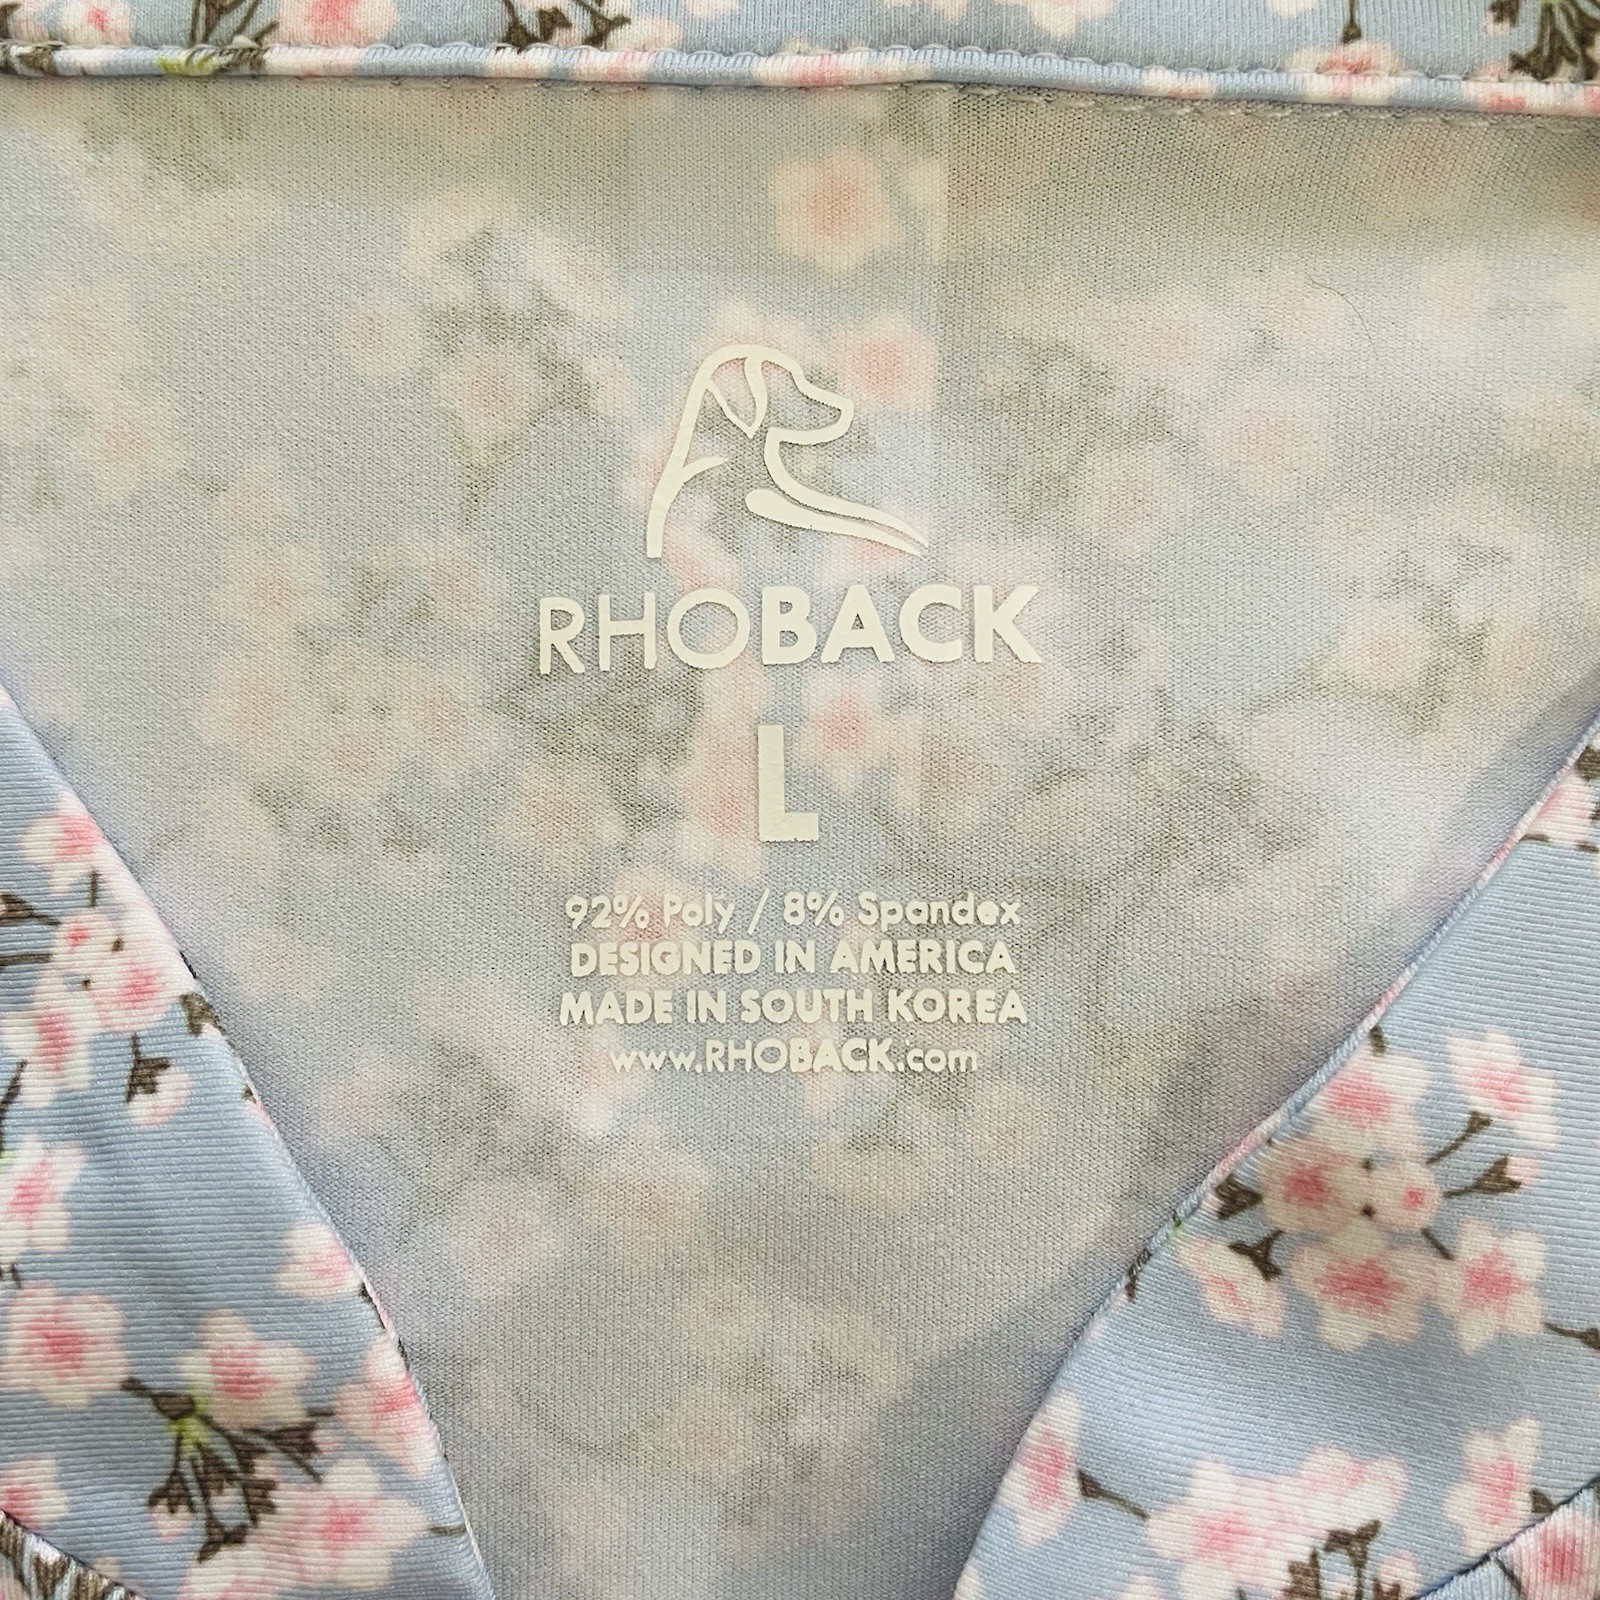 RHOBACK
L
92% Poly / 8% Spandex
DESIGNED IN AMERICA
MADE IN SOUTH KOREA
www.RHOBACK.com